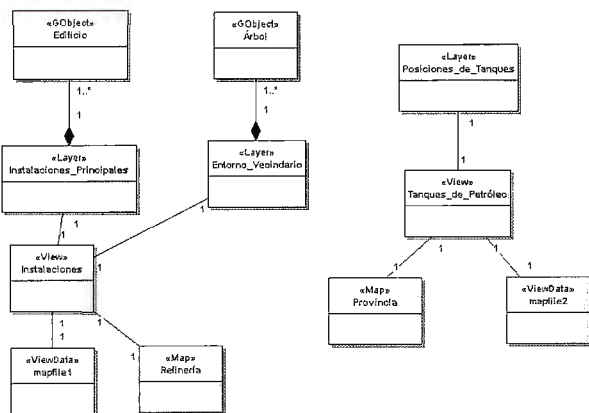 «GObject»
Edificio
1..*
1
«Layer»
Instalaciones_Principales
1
1
«View»
Instalaciones
1
1
«ViewData»
mapfile1
«GObject»
Árbol
1..*
1
«Layer»
Entorno_Vecindario
1
1
1
1
«Map»
Refinería
«Layer»
Posiciones_de_Tanques
1
1
«View»
Tanques_de_Petróleo
1
1
«Map»
Provincia
1
1
«ViewData»
mapfile2